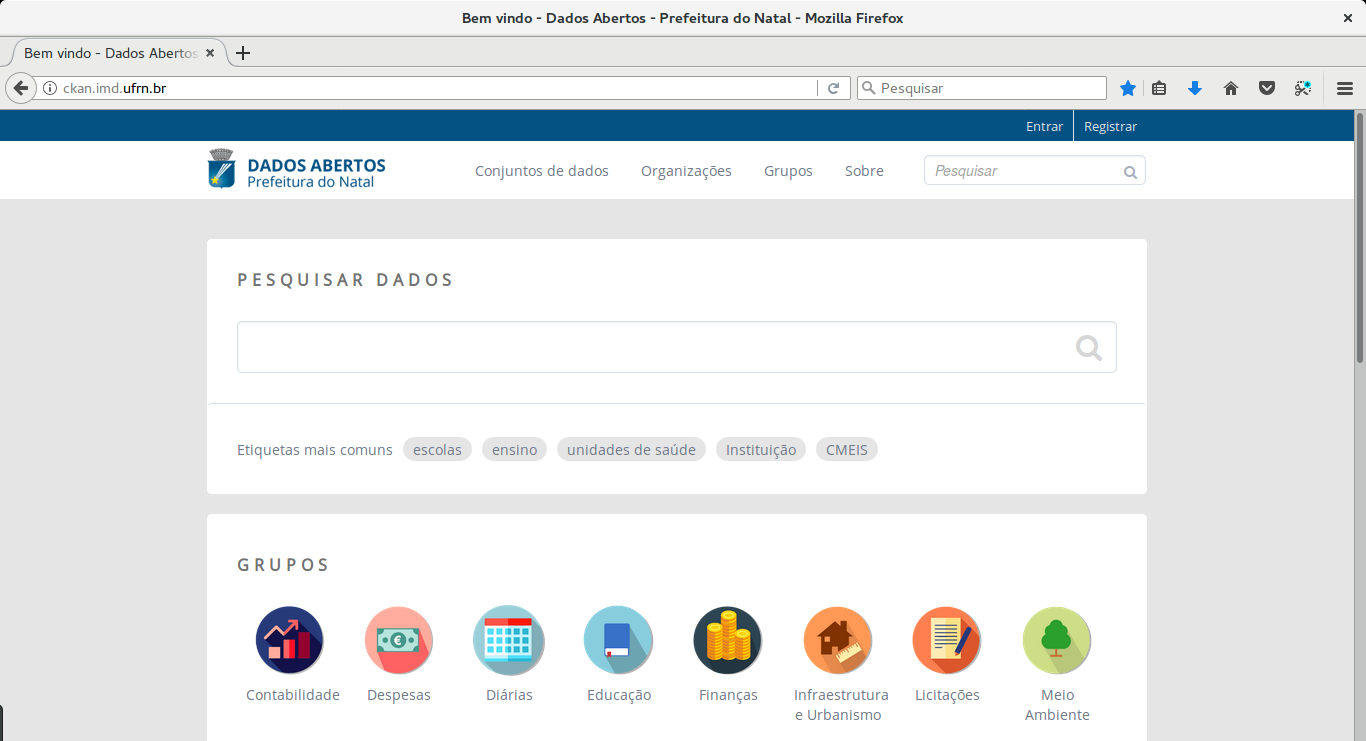 Bem vindo - Dados Abertos - Prefeitura do Natal - Mozilla Firefox
Bem vindo - Dados Abertos
ckan.imd.ufrn.br
Pesquisar
Entrar
Registrar
DADOS ABERTOS
Prefeitura do Natal
Conjuntos de dados
Organizações
Grupos
Sobre
Pesquisar
PESQUISAR DADOS
Etiquetas mais comuns
escolas
ensino
unidades de saúde
Instituição
CMEIS
GRUPOS
Contabilidade
Despesas
Diárias
Educação
Finanças
Infraestrutura
e Urbanismo
Licitações
Meio
Ambiente